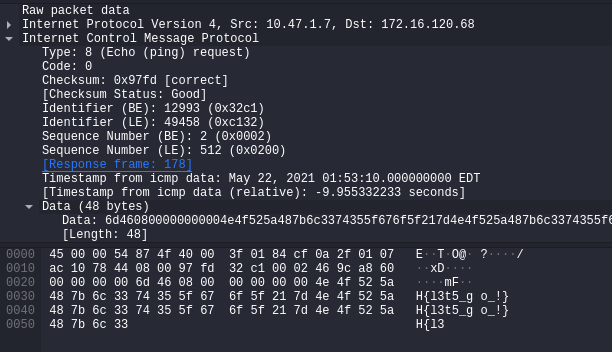 Raw packet data
Internet Protocol Version 4, Src: 10.47.1.7, Dst: 172.16.120.68
Internet Control Message Protocol
Type: 8 (Echo (ping) request)
Code: 0
Checksum: 0x97fd [correct]
[Checksum Status: Good]
Identifier (BE): 12993 (0x32c1)
Identifier (LE): 49458 (0xc132)
Sequence Number (BE): 2 (0x0002)
Sequence Number (LE): 512 (0x0200)
[Response frame: 178]
Timestamp from icmp data: May 22, 2021 01:53:10.000000000 EDT
[Timestamp from icmp data (relative): -9.955332233 seconds]
Data (48 bytes)
Data: 6d460800000000004e4f525a487b6c3374355f676f5f217d4e4f525a487b6c3374355f6
[Length: 48]
0000 45 00 00 54 87 4f 40 00 3f 01 84 cf 0a 2f 01 07 E··T·O@· ?····/
0010 ac 10 78 44 08 00 97 fd 32 c1 00 02 46 9c a8 60 ··xD····
0020 00 00 00 00 6d 46 08 00 00 00 00 00 4e 4f 52 5a ····mF··
0030 48 7b 6c 33 74 35 5f 67 6f 5f 21 7d 4e 4f 52 5a H{l3t5_g o_!}
0040 48 7b 6c 33 74 35 5f 67 6f 5f 21 7d 4e 4f 52 5a H{l3t5_g o_!}
0050 48 7b 6c 33 H{l3